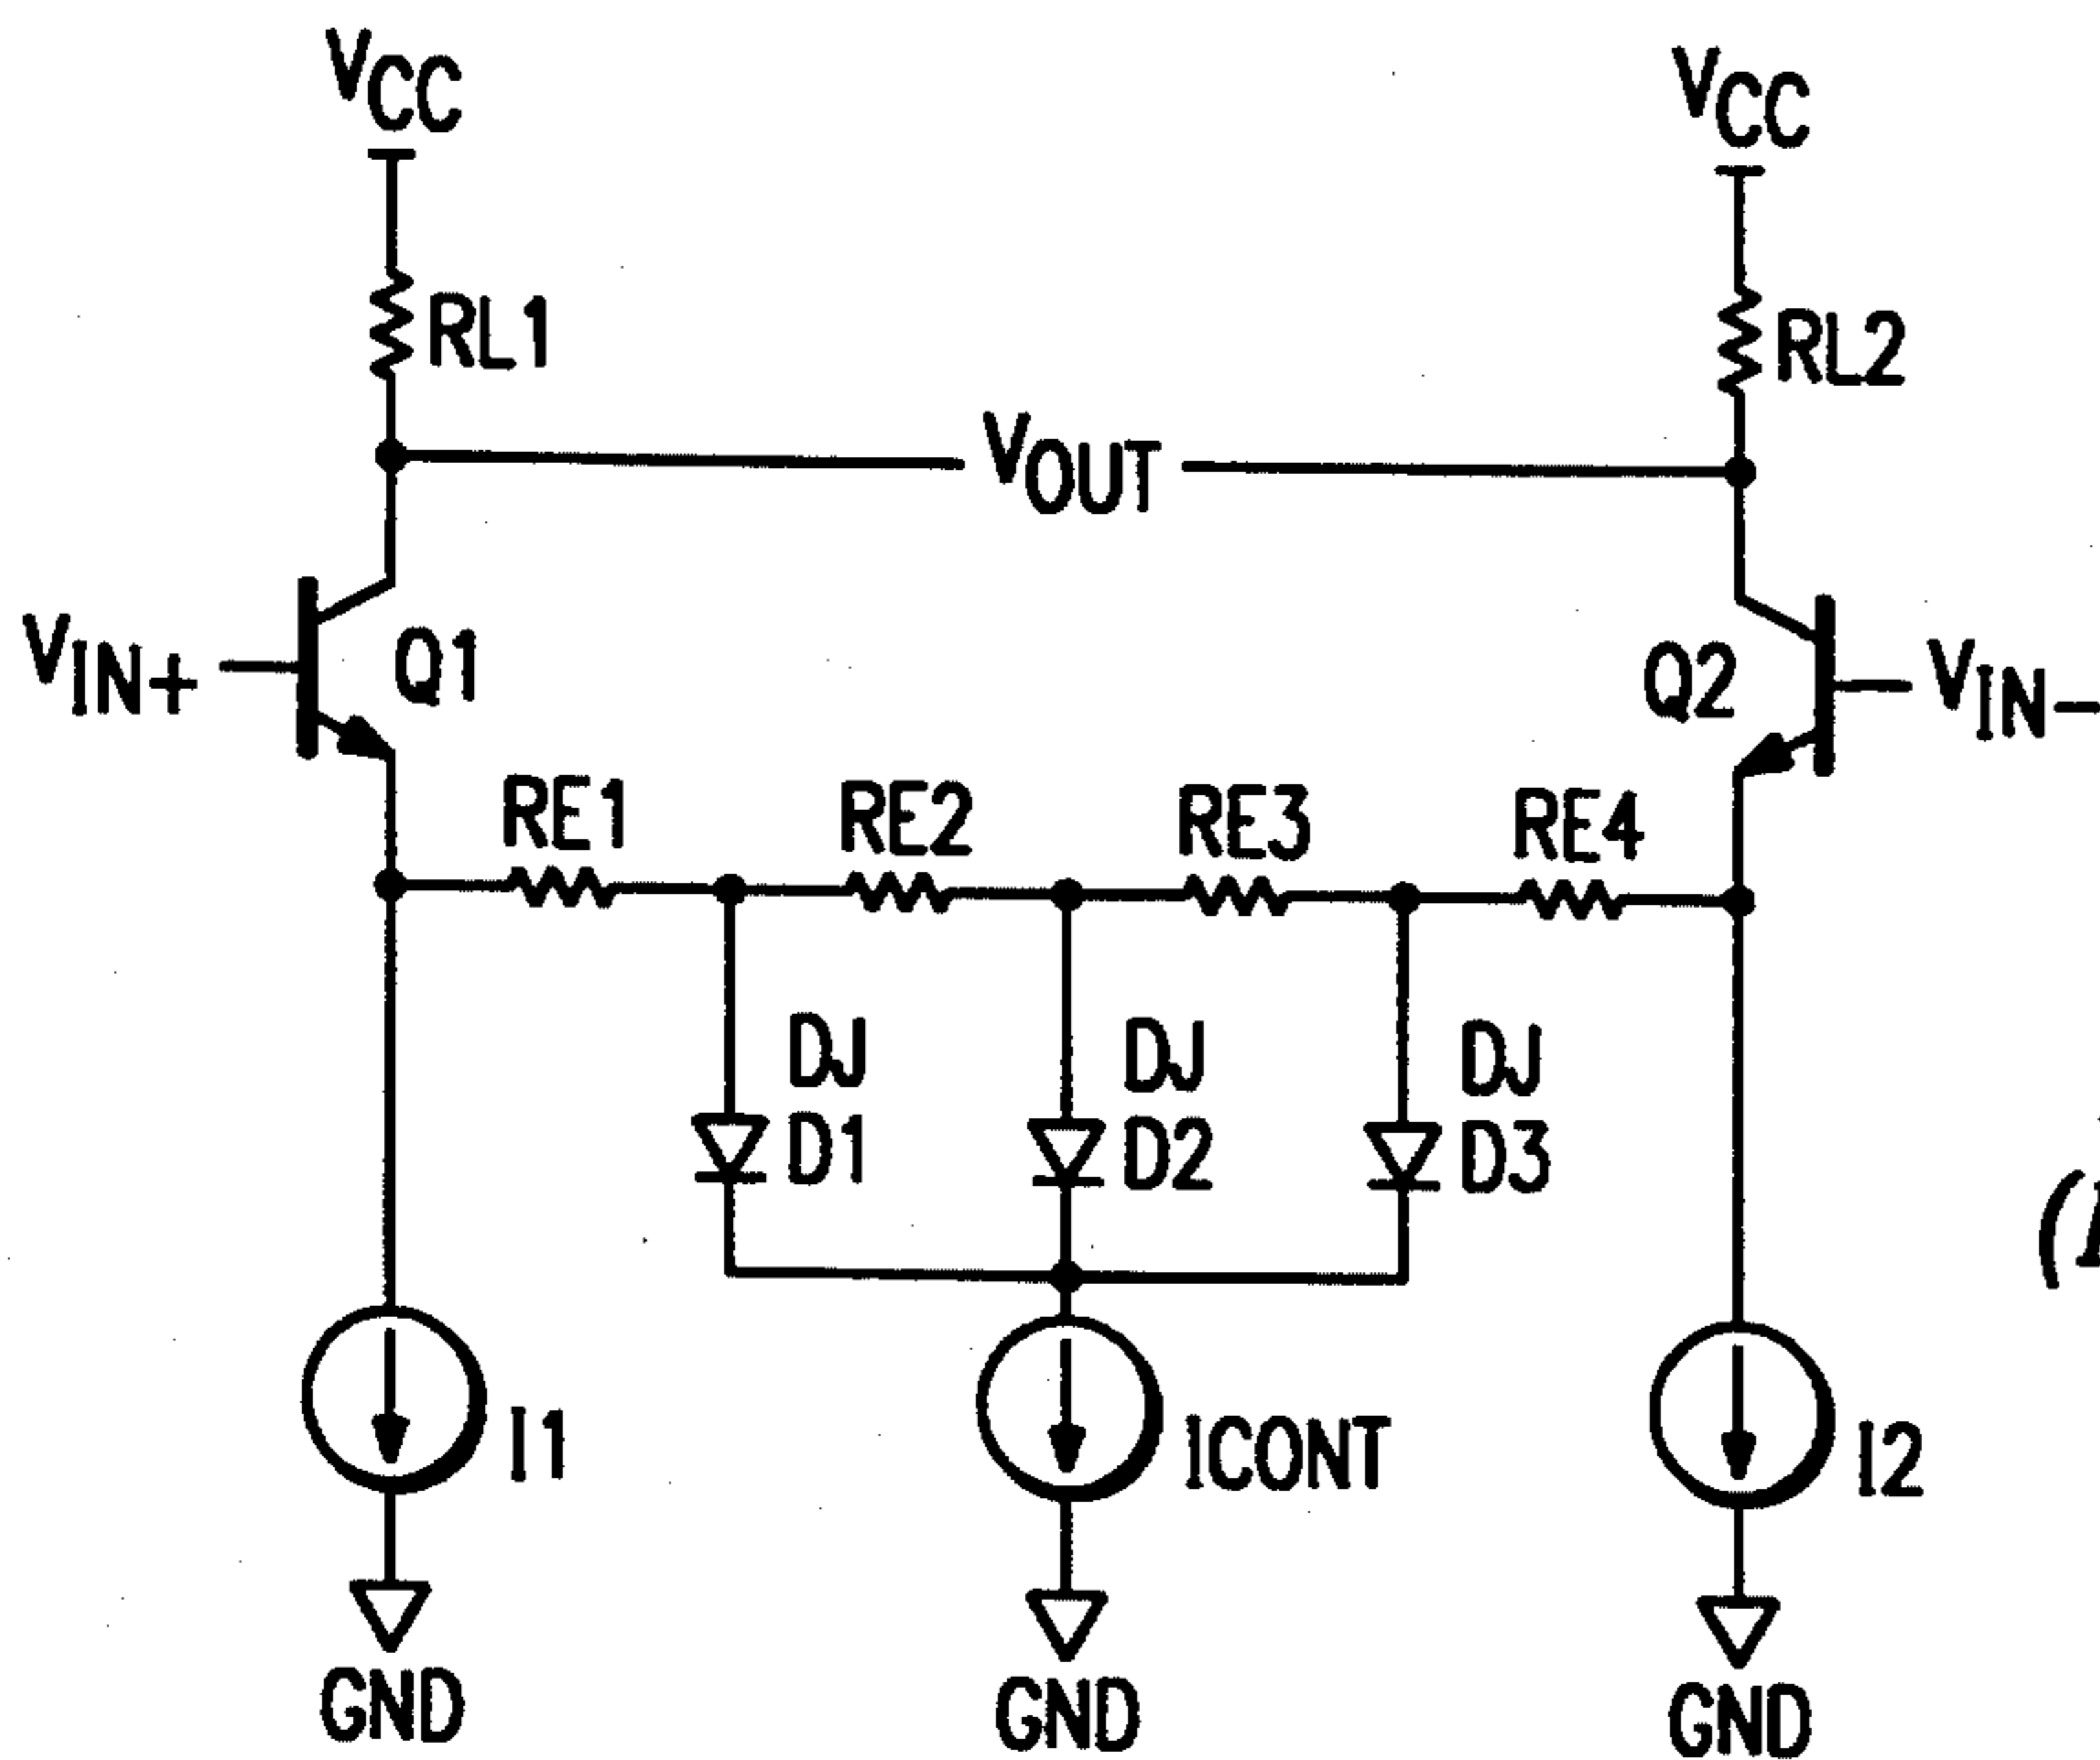 VCC
VCC
RL1
RL2
VOUT
VIN+
Q1
Q2
VIN-
RE1
RE2
RE3
RE4
DJ
D1
DJ
D2
DJ
D3
I1
ICONT
I2
GND
GND
GND